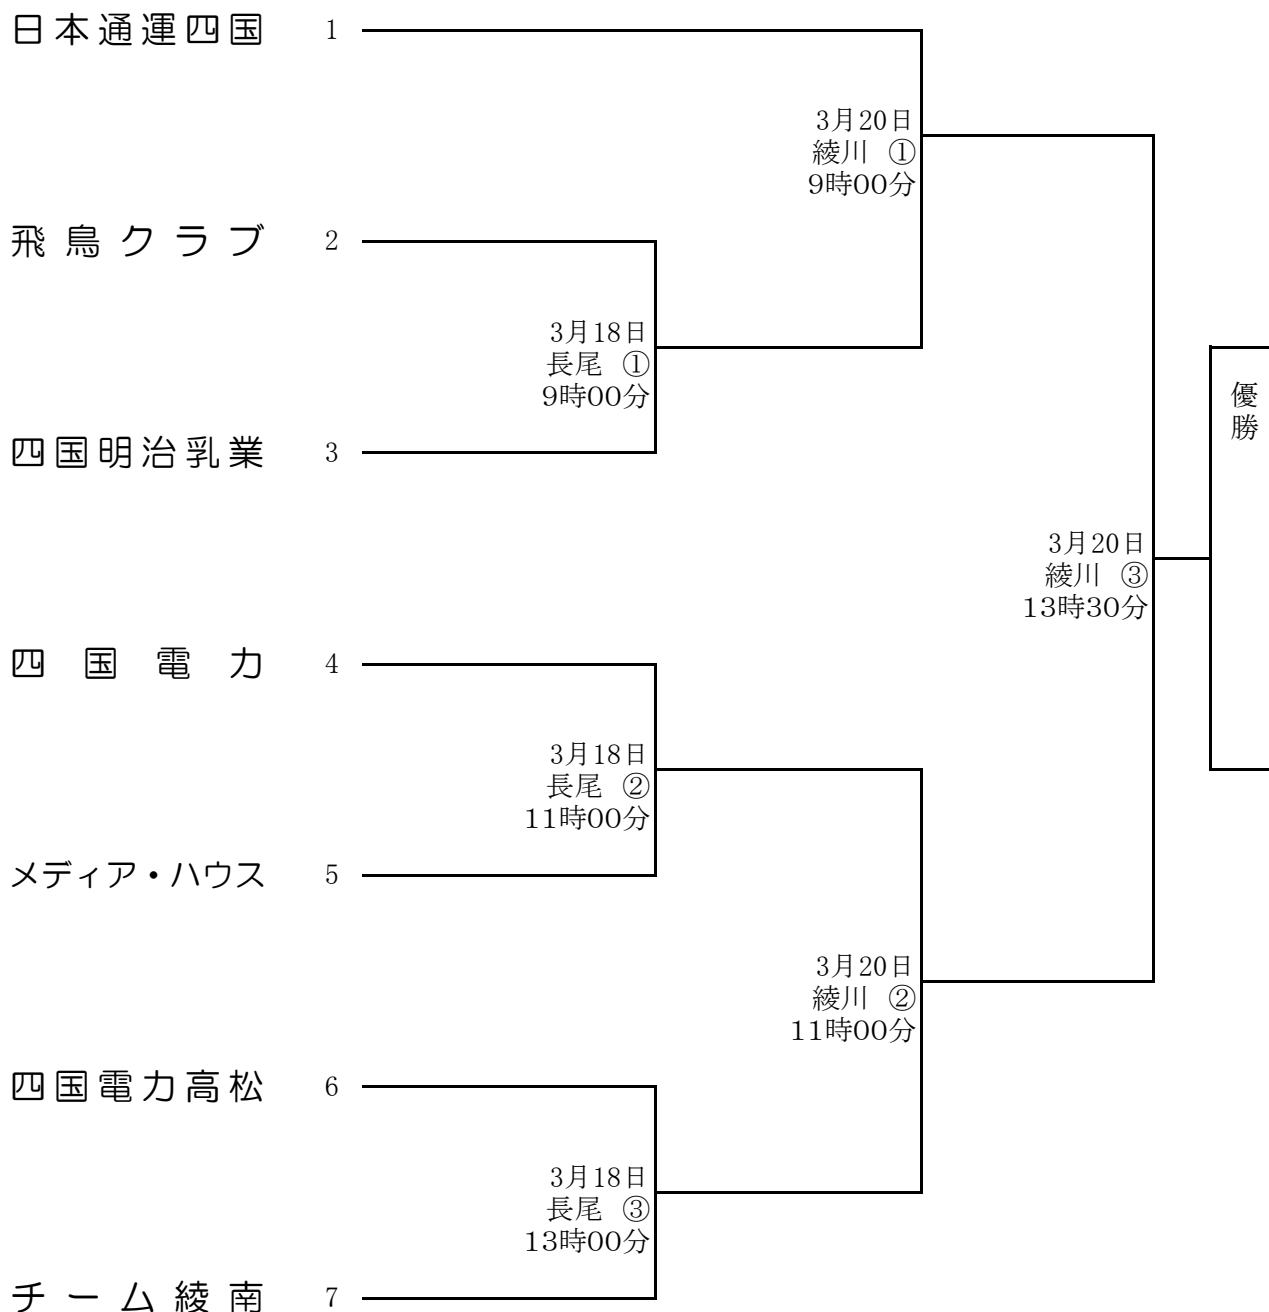 日本通運四国 1
3月20日
綾川 ①
9時00分
飛鳥クラブ 2
3月18日
長尾 ①
9時00分
優勝
四国明治乳業 3
3月20日
綾川 ③
13時30分
四国電力 4
3月18日
長尾 ②
11時00分
メディア・ハウス 5
3月20日
綾川 ②
11時00分
四国電力高松 6
3月18日
長尾 ③
13時00分
チーム綾南 7